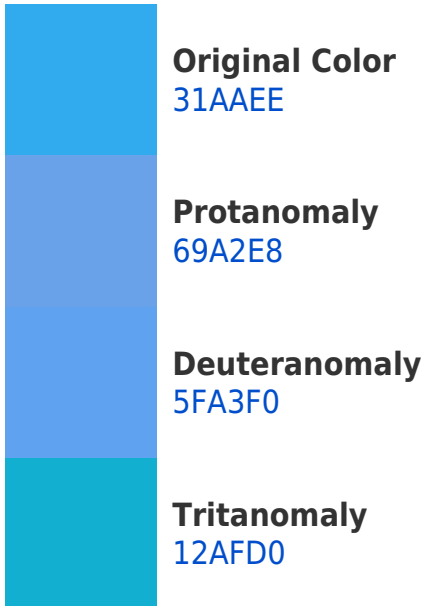 Original Color
31AAEE
Protanomaly
69A2E8
Deuteranomaly
5FA3F0
Tritanomaly
12AFD0